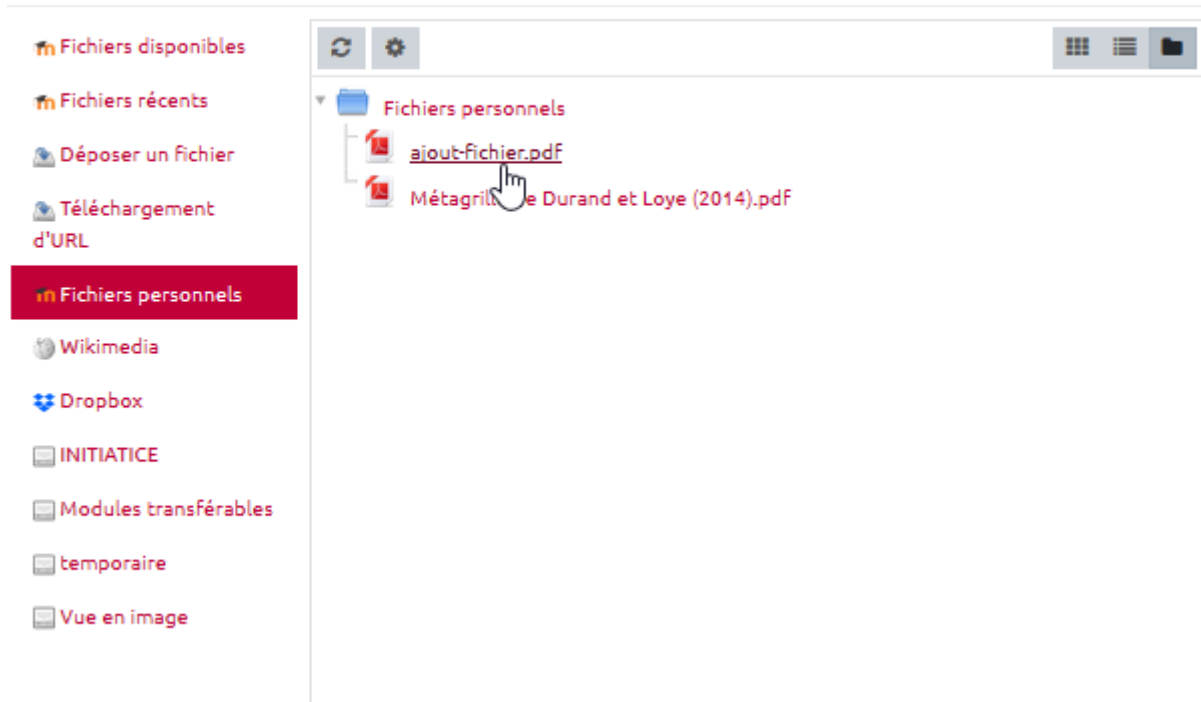 Fichiers disponibles
Fichiers récents
Déposer un fichier
Téléchargement
d'URL
Fichiers personnels
Wikimedia
Dropbox
INITIATICE
Modules transférables
temporaire
Vue en image
Fichiers personnels
ajout-fichier.pdf
Durand et Loye (2014).pdf